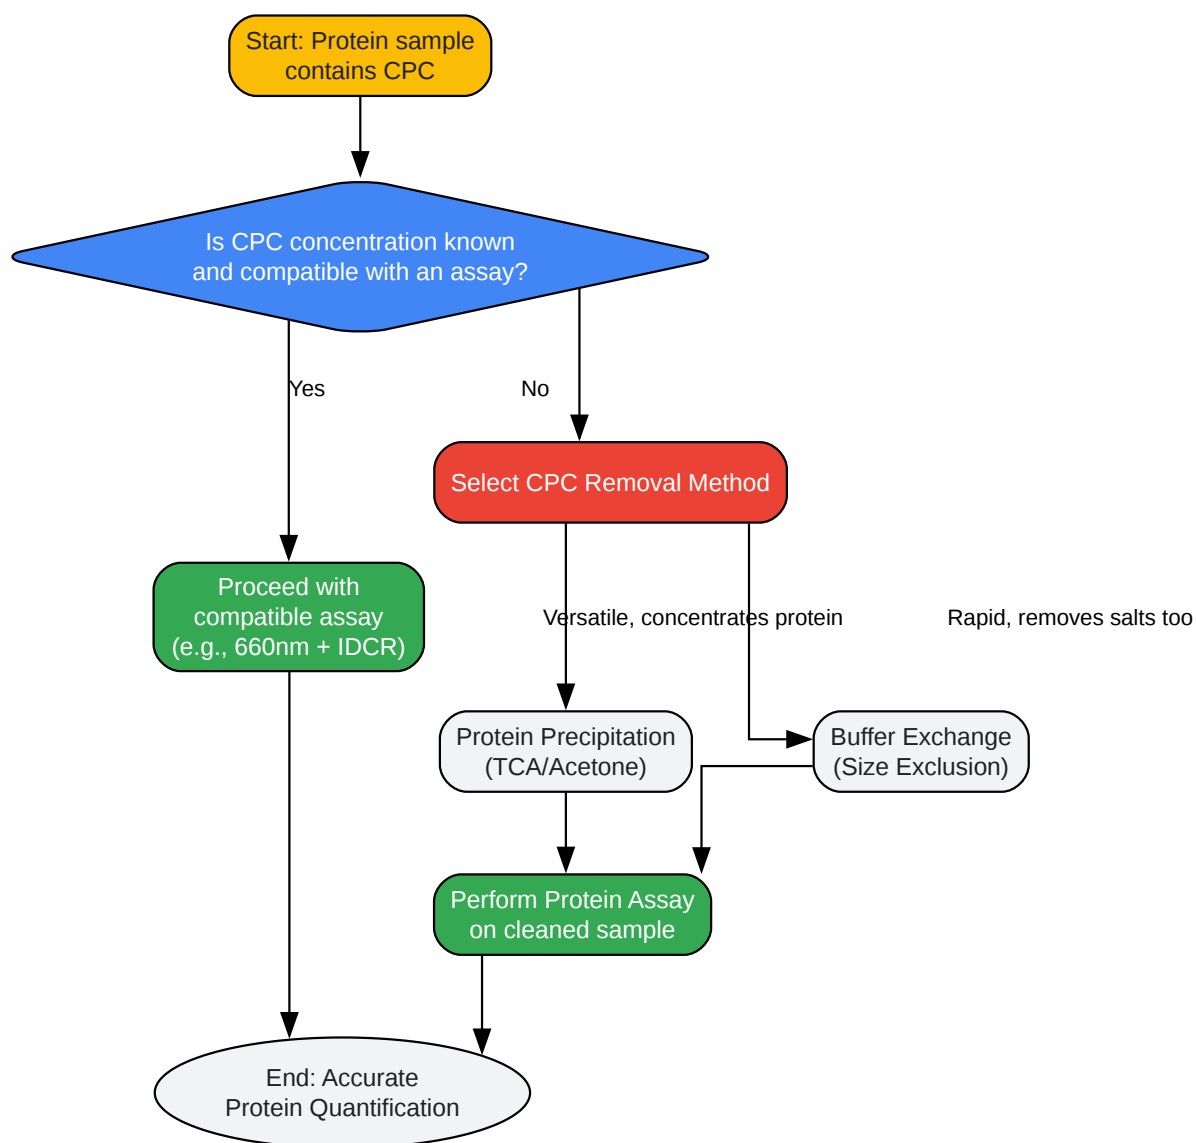 Start: Protein sample
contains CPC
Is CPC concentration known
and compatible with an assay?
Yes
No
Select CPC Removal Method
Proceed with
compatible assay
(e.g., 660nm + IDCR)
Versatile, concentrates protein
Rapid, removes salts too
Protein Precipitation
(TCA/Acetone)
Buffer Exchange
(Size Exclusion)
Perform Protein Assay
on cleaned sample
End: Accurate
Protein Quantification